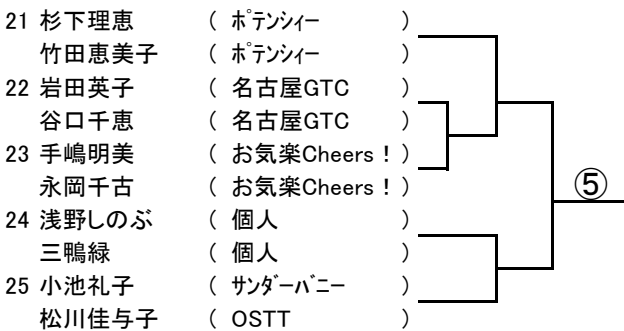 21 杉下理恵 ( ﾎﾟﾃﾝｼｨｰ )
竹田恵美子 ( ﾎﾟﾃﾝｼｨｰ )
22 岩田英子 ( 名古屋GTC )
谷口千恵 ( 名古屋GTC )
23 手嶋明美 ( お気楽Cheers！)
永岡千古 ( お気楽Cheers！)
⑤
24 浅野しのぶ ( 個人 )
三鴨緑 ( 個人 )
25 小池礼子 ( ｻﾝﾀﾞｰﾊﾞﾆｰ )
松川佳与子 ( OSTT )